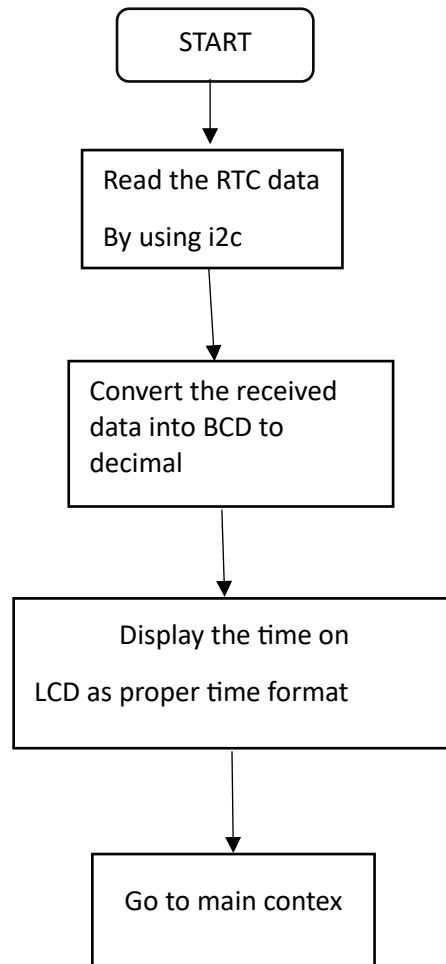 START
Read the RTC data
By using i2c
Convert the received
data into BCD to
decimal
Display the time on
LCD as proper time format
Go to main contex